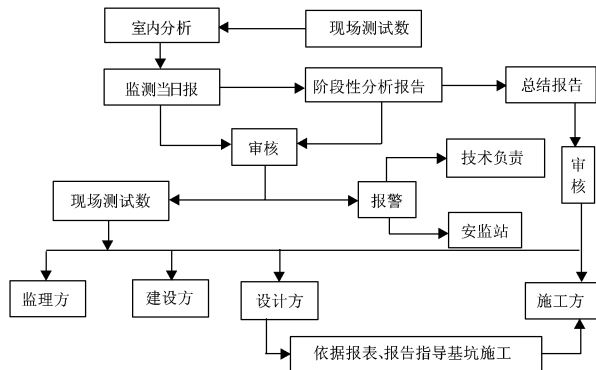 室内分析
现场测试数
监测当日报
阶段性分析报告
总结报告
审核
技术负责
审
核
现场测试数
报警
安监站
监理方
建设方
设计方
施工方
依据报表、报告指导基坑施工